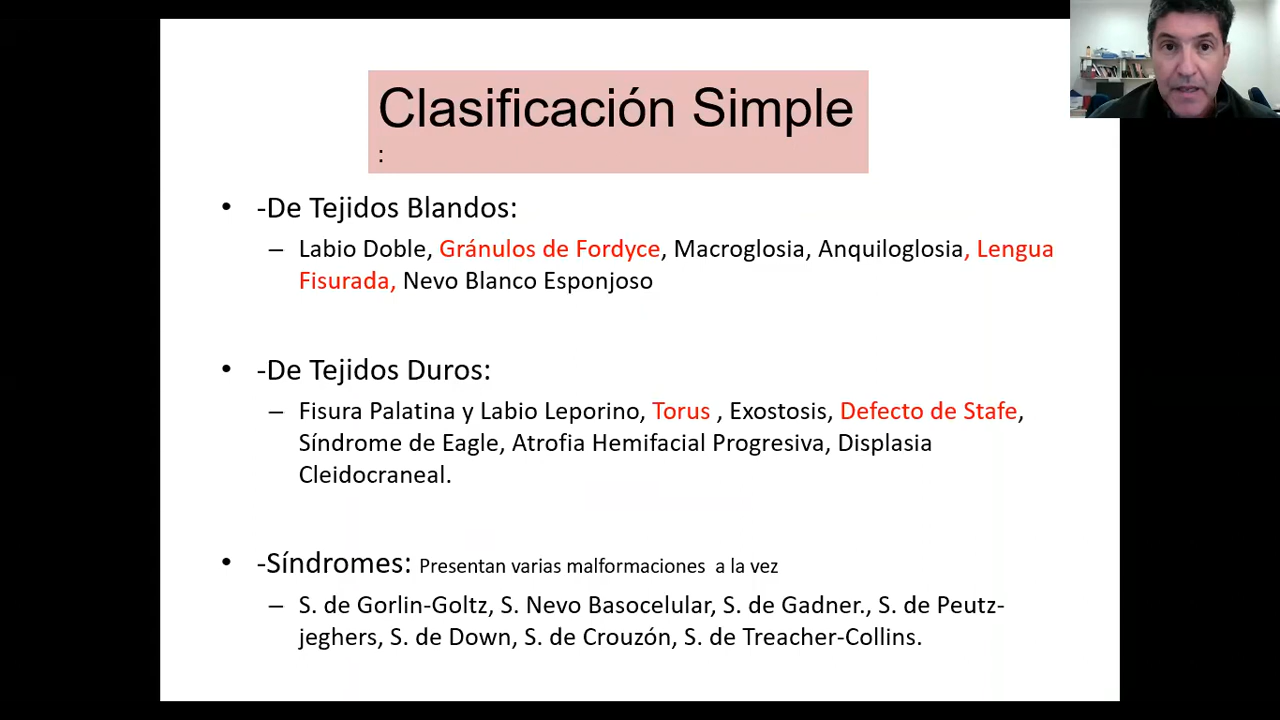 Clasificación Simple
:
• -De Tejidos Blandos:
– Labio Doble, Gránulos de Fordyce, Macroglosia, Anquiloglosia, Lengua
Fisurada, Nevo Blanco Esponjoso
• -De Tejidos Duros:
– Fisura Palatina y Labio Leporino, Torus , Exostosis, Defecto de Stafe,
Síndrome de Eagle, Atrofia Hemifacial Progresiva, Displasia
Cleidocraneal.
• -Síndromes: Presentan varias malformaciones a la vez
– S. de Gorlin-Goltz, S. Nevo Basocelular, S. de Gadner., S. de Peutz-
jeghers, S. de Down, S. de Crouzón, S. de Treacher-Collins.